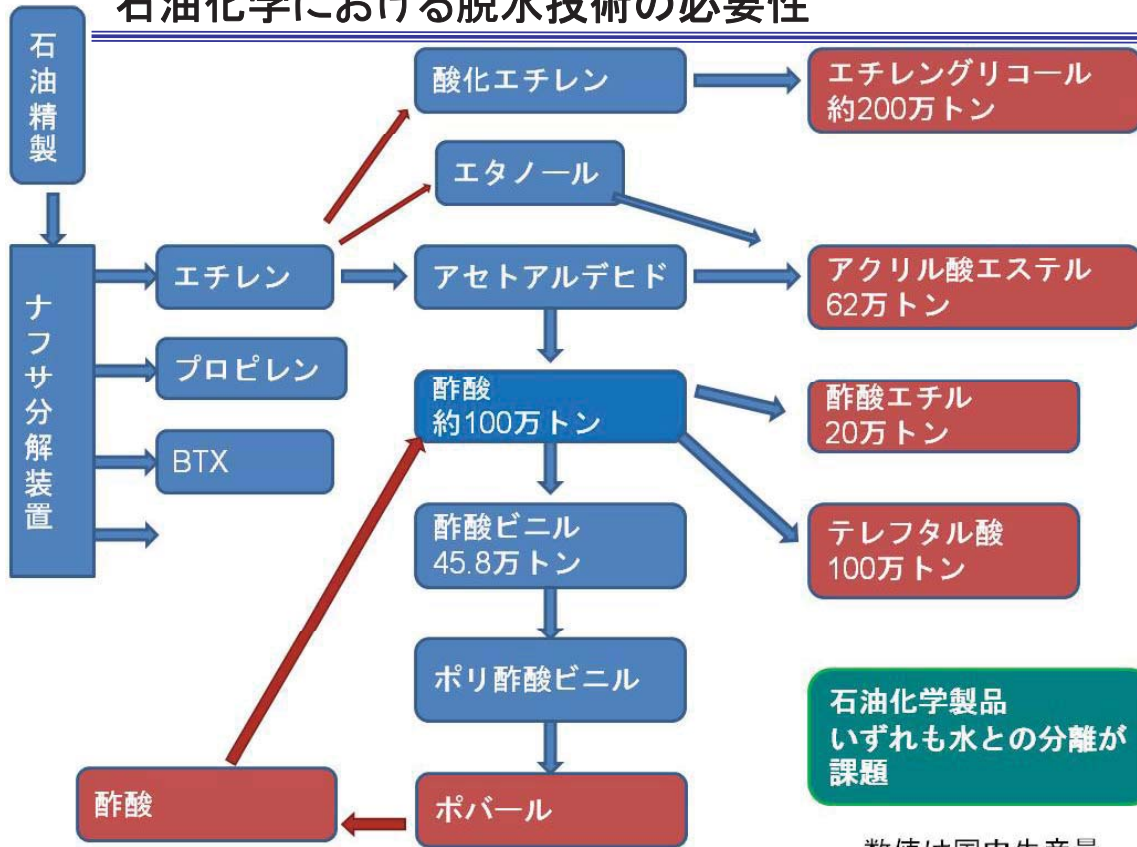 石油化学における脱水技術の必要性
石油精製
ナフサ分解装置
エチレン
プロピレン
BTX
酸化エチレン
エタノール
アセトアルデヒド
酢酸
約100万トン
酢酸ビニル
45.8万トン
ポリ酢酸ビニル
ポバール
酢酸
エチレングリコール
約200万トン
アクリル酸エステル
62万トン
酢酸エチル
20万トン
テレフタル酸
100万トン
石油化学製品
いずれも水との分離が
課題
数値は国内生産量